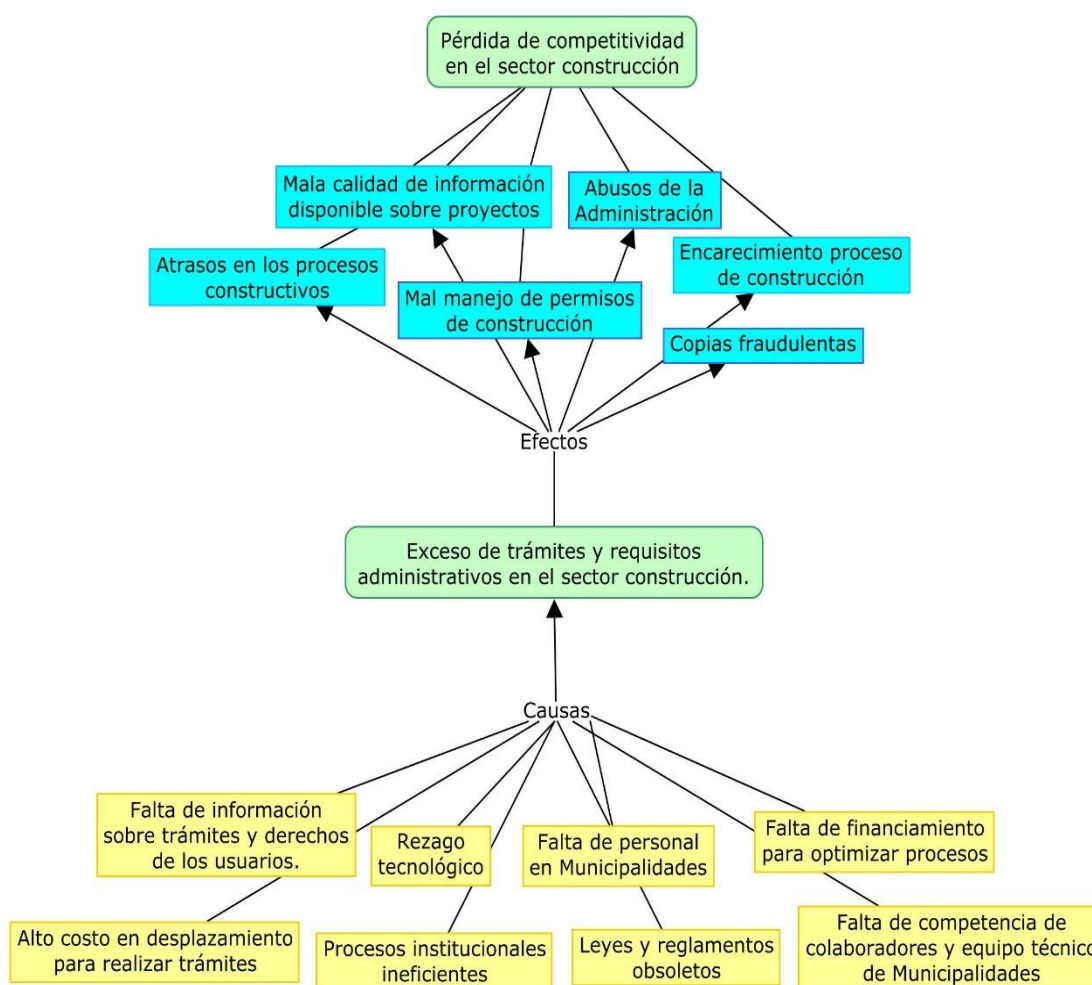 Pérdida de competitividad
en el sector construcción
Mala calidad de información
disponible sobre proyectos
Abusos de la
Administración
Atrasos en los procesos
constructivos
Mal manejo de permisos
de construcción
Encarecimiento proceso
de construcción
Copias fraudulentas
Efectos
Exceso de trámites y requisitos
administrativos en el sector construcción.
Causas
Falta de información
sobre trámites y derechos
de los usuarios.
Rezago
tecnológico
Falta de personal
en Municipalidades
Falta de financiamiento
para optimizar procesos
Alto costo en desplazamiento
para realizar trámites
Procesos institucionales
ineficientes
Leyes y reglamentos
obsoletos
Falta de competencia de
colaboradores y equipo técnico
de Municipalidades